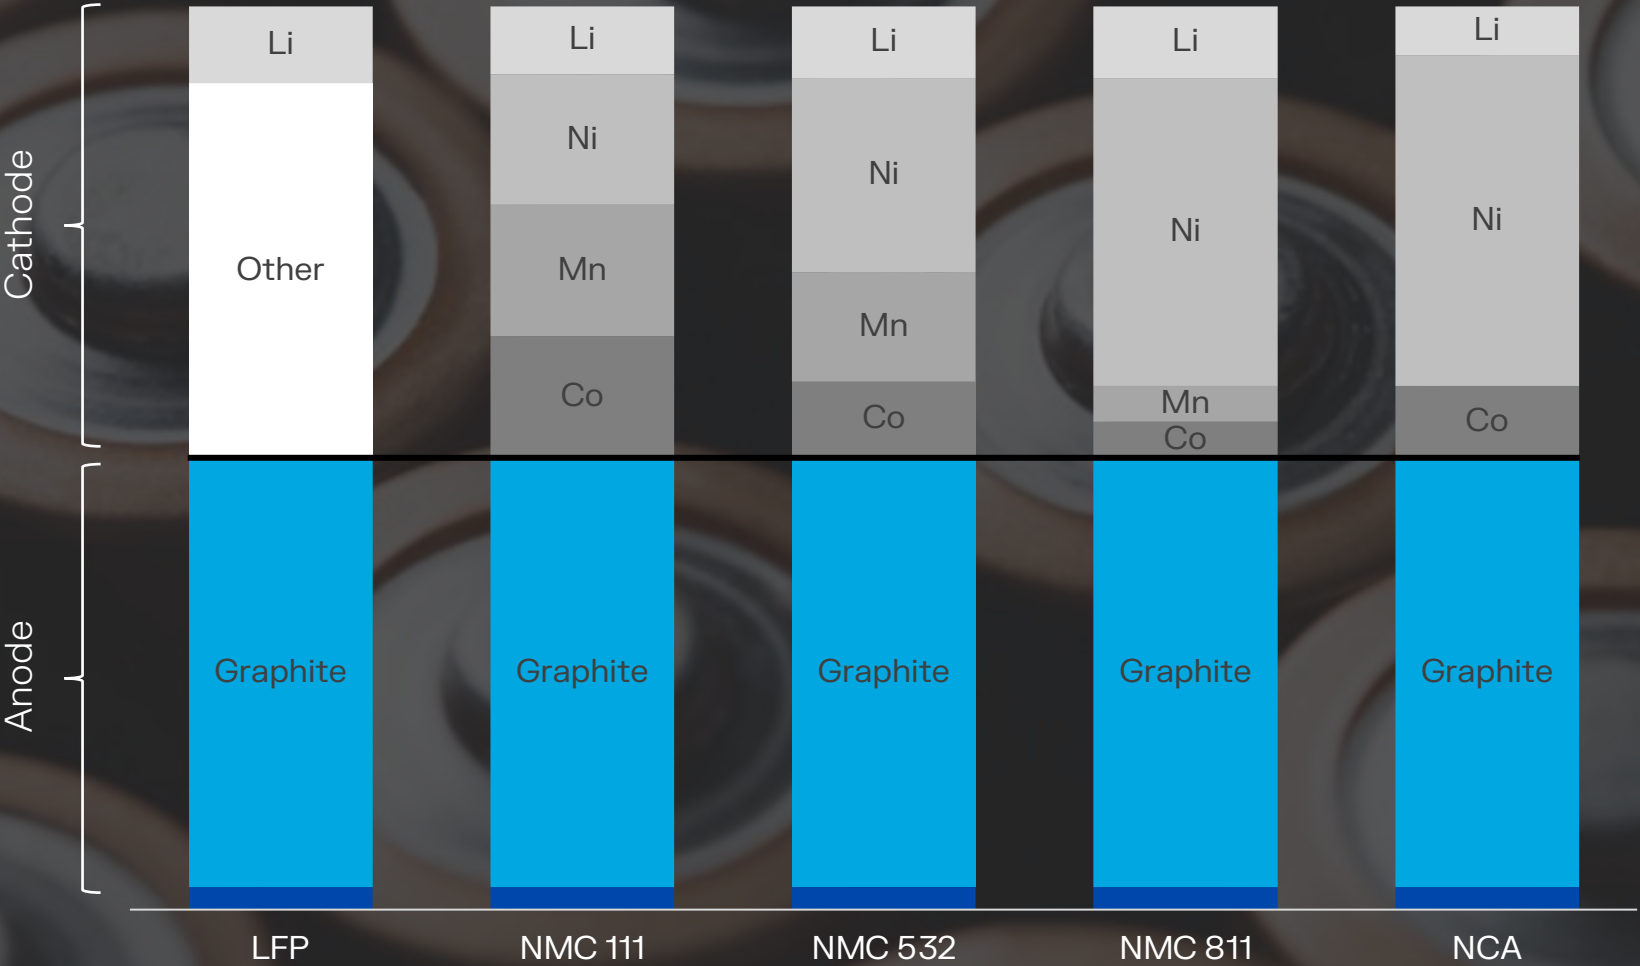 Cathode
Anode
Li
Other
Graphite
LFP
Li
Ni
Mn
Co
Graphite
NMC 111
Li
Ni
Mn
Co
Graphite
NMC 532
Li
Ni
Mn
Co
Graphite
NMC 811
Li
Ni
Co
Graphite
NCA